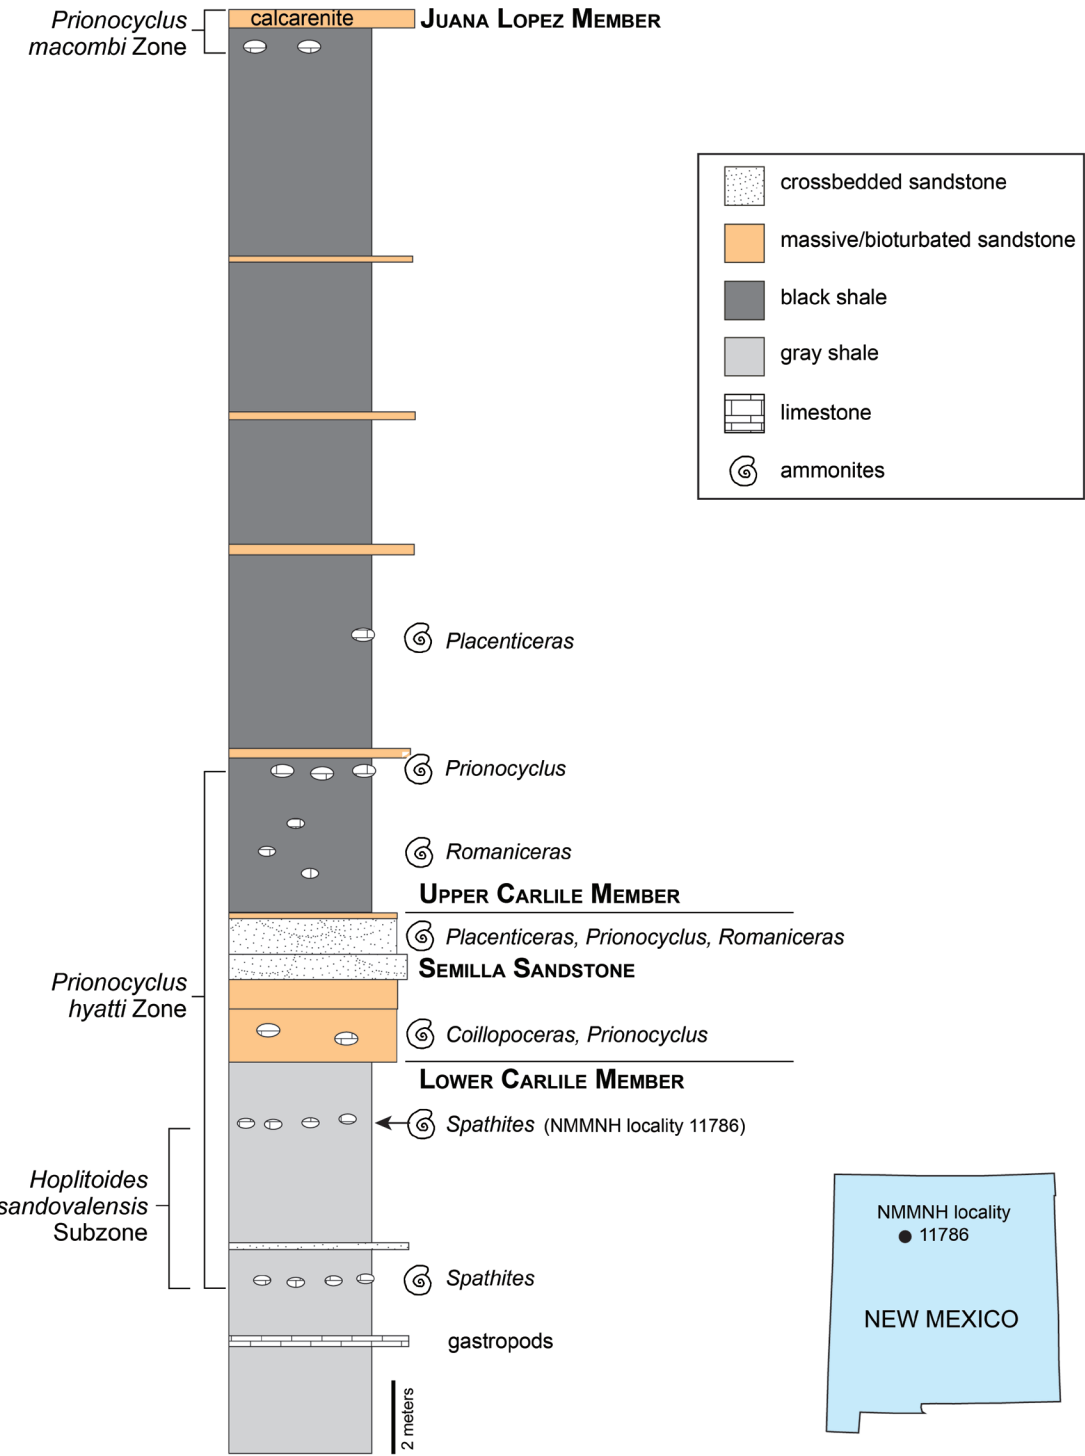 Prionocyclus
macombi Zone
calcarenite
JUANA LOPEZ MEMBER
crossbedded sandstone
massive/bioturbated sandstone
black shale
gray shale
limestone
ammonites
Placenticeras
Prionocyclus
Romaniceras
UPPER CARLILE MEMBER
Placenticeras, Prionocyclus, Romaniceras
SEMILLA SANDSTONE
Prionocyclus
hyatti Zone
Coillopoceras, Prionocyclus
LOWER CARLILE MEMBER
Spathites (NMMNH locality 11786)
Hoplitoides
sandovalensis
Subzone
Spathites
gastropods
2 meters
NMMNH locality
11786
NEW MEXICO